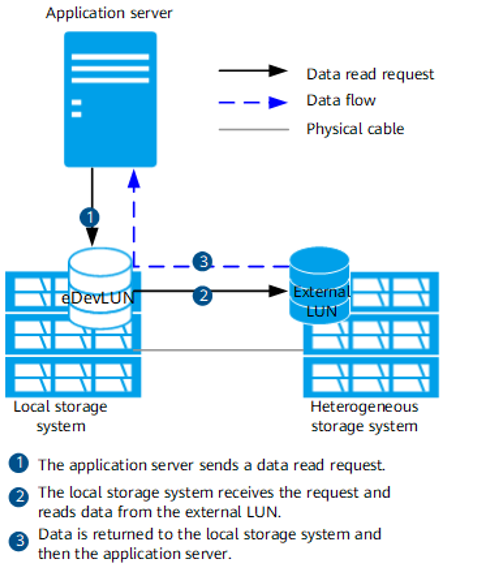 Application server
Data read request
Data flow
Physical cable
1
3
2
eDevLUN
External
LUN
Local storage
system
Heterogeneous
storage system
1 The application server sends a data read request.
2 The local storage system receives the request and
reads data from the external LUN.
3 Data is returned to the local storage system and
then the application server.